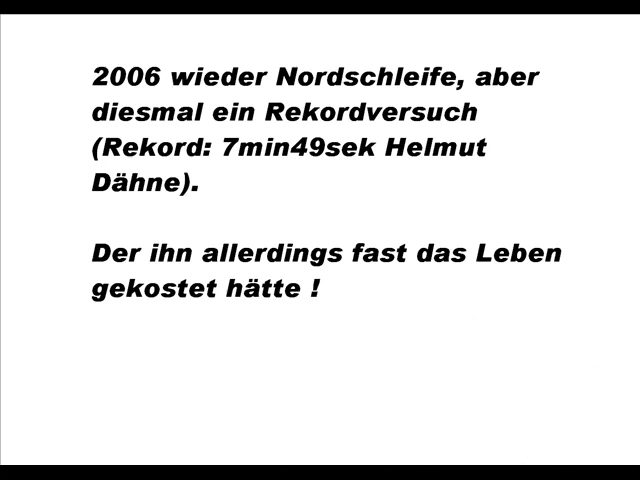 2006 wieder Nordschleife, aber
diesmal ein Rekordversuch
(Rekord: 7min49sek Helmut
Dähne).
Der ihn allerdings fast das Leben
gekostet hätte !